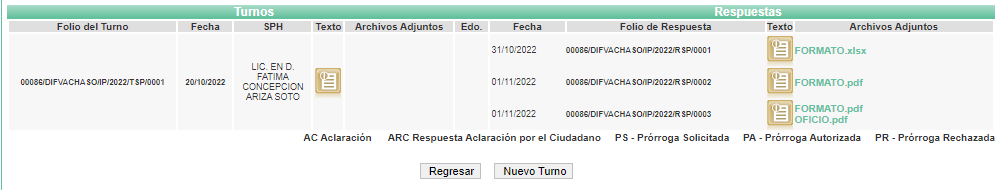 Turnos Respuestas
Folio del Turno Fecha SPH Texto Archivos Adjuntos Edo. Fecha Folio de Respuesta Texto Archivos Adjuntos
00086/DIFVACHASO/IP/2022/TSP/0001 20/10/2022 LIC. EN D.
FATIMA
CONCEPCION
ARIZA SOTO
31/10/2022 00086/DIFVACHASO/IP/2022/RSP/0001 FORMATO.xlsx
01/11/2022 00086/DIFVACHASO/IP/2022/RSP/0002 FORMATO.pdf
01/11/2022 00086/DIFVACHASO/IP/2022/RSP/0003 FORMATO.pdf
OFICIO.pdf
AC Aclaración ARC Respuesta Aclaración por el Ciudadano PS - Prórroga Solicitada PA - Prórroga Autorizada PR - Prórroga Rechazada
Regresar Nuevo Turno